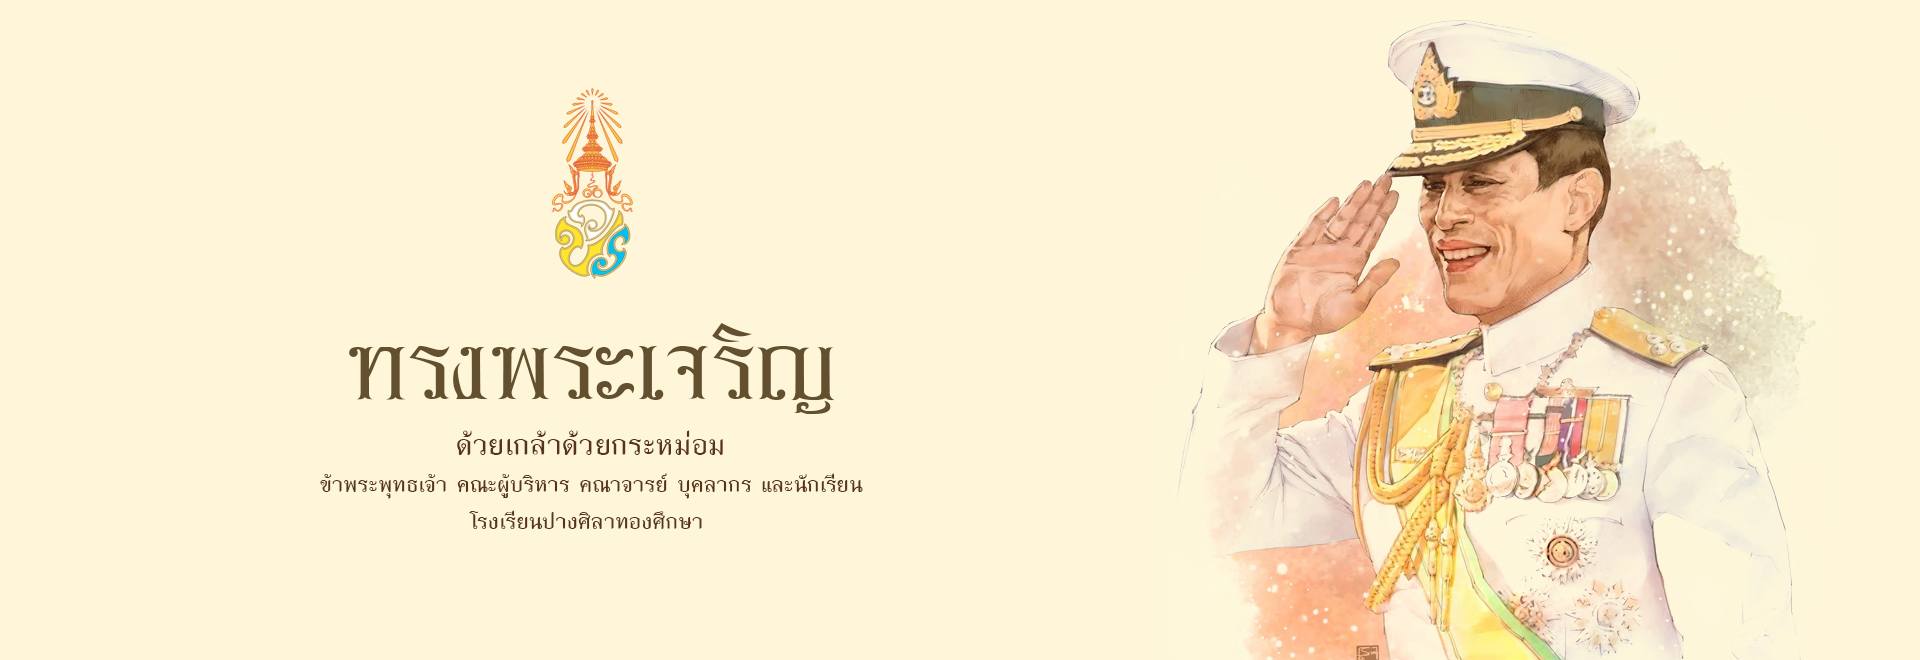 ทรงพระเจริญ
ด้วยเกล้าด้วยกระหม่อม
ข้าพระพุทธเจ้า คณะผู้บริหาร คณาจารย์ บุคลากร และนักเรียน
โรงเรียนปางศิลาทองศึกษา